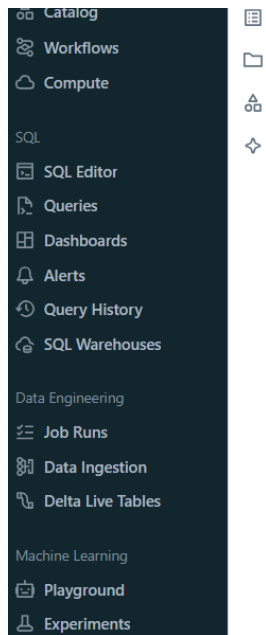 Catalog
Workflows
Compute
SQL
SQL Editor
Queries
Dashboards
Alerts
Query History
SQL Warehouses
Data Engineering
Job Runs
Data Ingestion
Delta Live Tables
Machine Learning
Playground
Experiments